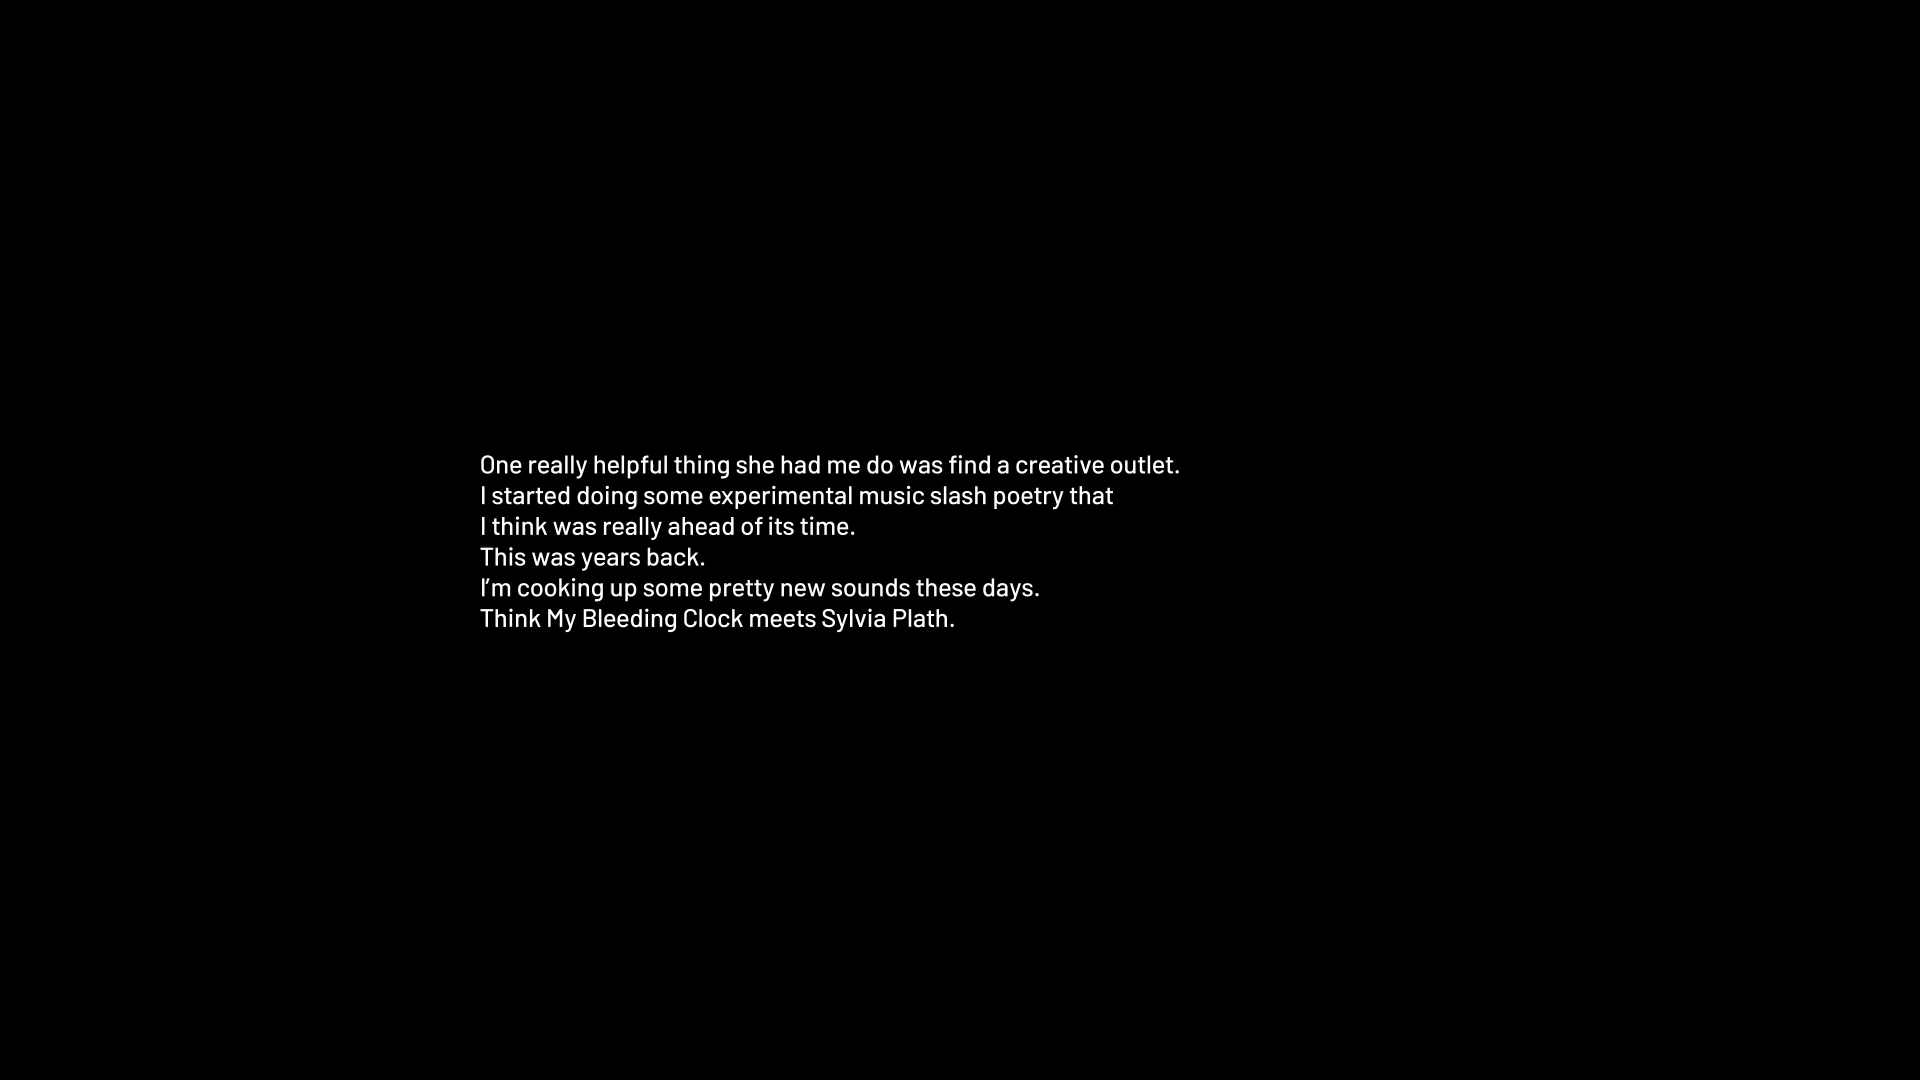 One really helpful thing she had me do was find a creative outlet.
I started doing some experimental music slash poetry that
I think was really ahead of its time.
This was years back.
I’m cooking up some pretty new sounds these days.
Think My Bleeding Clock meets Sylvia Plath.